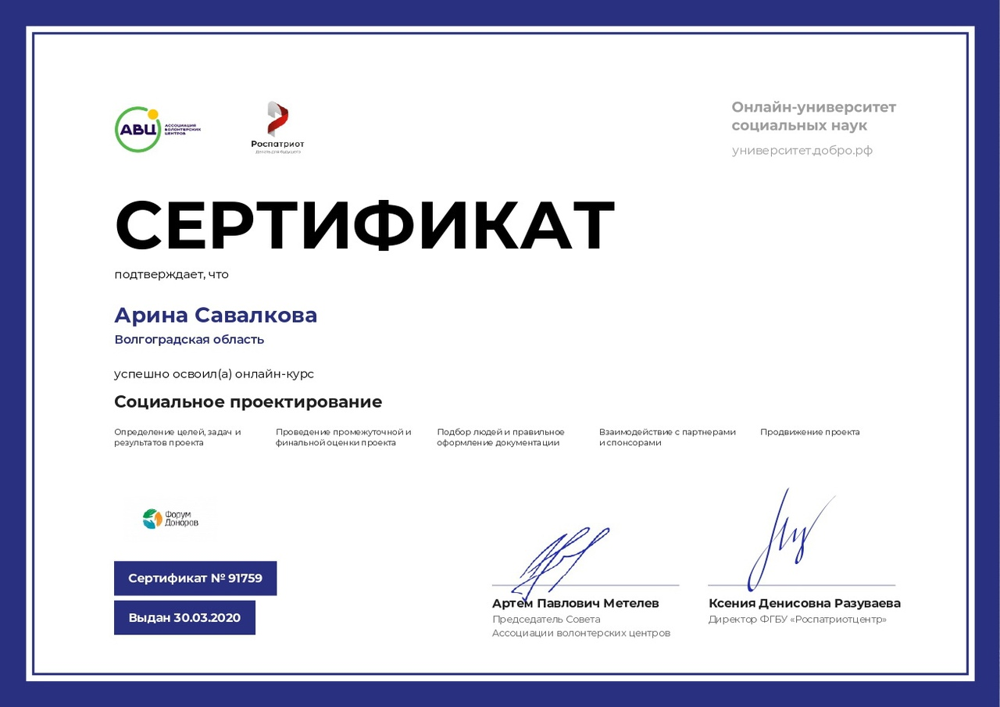 АВЦ
АССОЦИАЦИЯ
ВОЛОНТЕРСКИХ
ЦЕНТРОВ
Роспатриот
Онлайн-университет
социальных наук
университет.добро.рф
СЕРТИФИКАТ
подтверждает, что
Арина Савалкова
Волгоградская область
успешно освоил(а) онлайн-курс
Социальное проектирование
Определение целей, задач и
результатов проекта
Проведение промежуточной и
финальной оценки проекта
Подбор людей и правильное
оформление документации
Взаимодействие с партнерами
и спонсорами
Продвижение проекта
Форум
Доноров
Сертификат № 91759
Выдан 30.03.2020
Артем Павлович Метелев
Председатель Совета
Ассоциации волонтерских центров
Ксения Денисовна Разуваева
Директор ФГБУ «Роспатриотцентр»